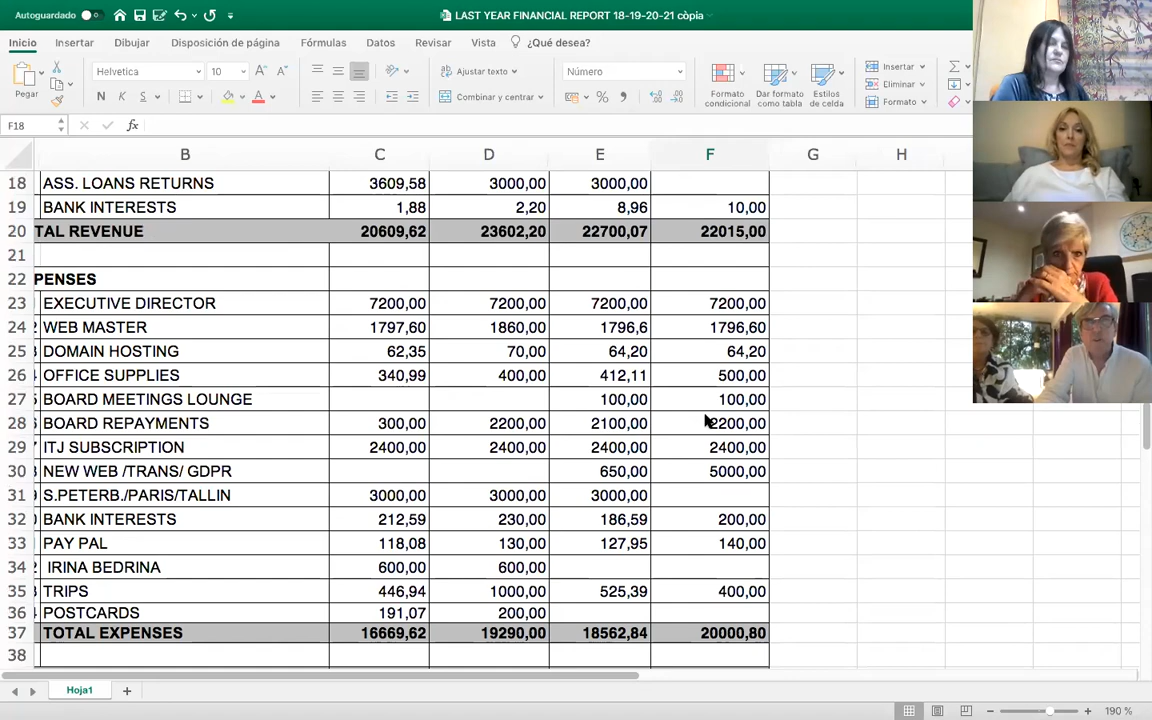 Autoguardado
LAST YEAR FINANCIAL REPORT 18-19-20-21 còpia
Inicio Insertar Dibujar Disposición de página Fórmulas Datos Revisar Vista ¿Qué desea?
Pegar
Helvetica 10
N K S
Ajustar texto
Combinar y centrar
Número
Formato condicional
Dar formato como tabla
Estilos de celda
Insertar
Eliminar
Formato
F18 fx
B C D E F G H
18 ASS. LOANS RETURNS 3609,58 3000,00 3000,00
19 BANK INTERESTS 1,88 2,20 8,96 10,00
20 TAL REVENUE 20609,62 23602,20 22700,07 22015,00
21
22 PENSES
23 EXECUTIVE DIRECTOR 7200,00 7200,00 7200,00 7200,00
24 WEB MASTER 1797,60 1860,00 1796,6 1796,60
25 DOMAIN HOSTING 62,35 70,00 64,20 64,20
26 OFFICE SUPPLIES 340,99 400,00 412,11 500,00
27 BOARD MEETINGS LOUNGE 100,00 100,00
28 BOARD REPAYMENTS 300,00 2200,00 2100,00 2200,00
29 ITJ SUBSCRIPTION 2400,00 2400,00 2400,00 2400,00
30 NEW WEB /TRANS/ GDPR 650,00 5000,00
31 S.PETERB./PARIS/TALLIN 3000,00 3000,00 3000,00
32 BANK INTERESTS 212,59 230,00 186,59 200,00
33 PAY PAL 118,08 130,00 127,95 140,00
34 IRINA BEDRINA 600,00 600,00
35 TRIPS 446,94 1000,00 525,39 400,00
36 POSTCARDS 191,07 200,00
37 TOTAL EXPENSES 16669,62 19290,00 18562,84 20000,80
38
Hoja1
190 %